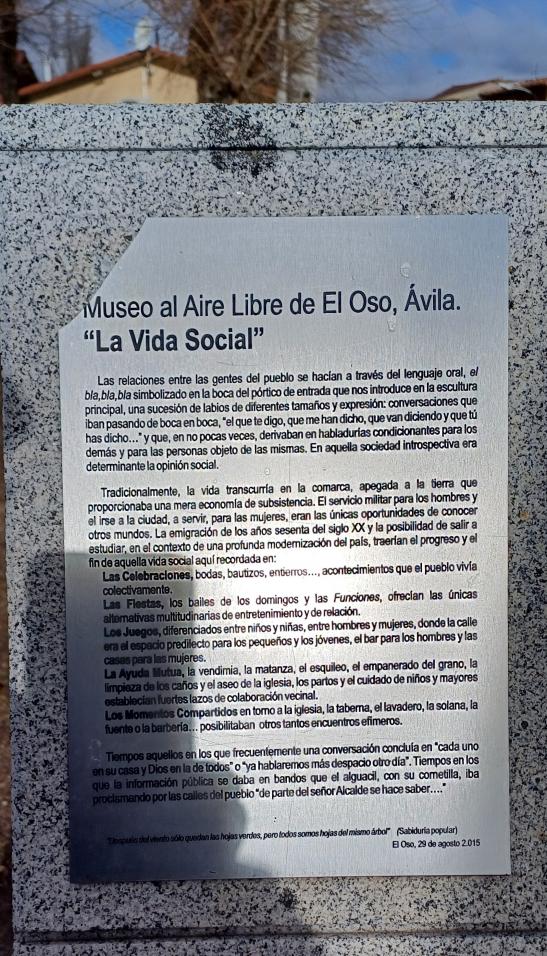 Museo al Aire Libre de El Oso, Ávila.
“La Vida Social”
Las relaciones entre las gentes del pueblo se hacían a través del lenguaje oral, el
bla,bla,bla simbolizado en la boca del pórtico de entrada que nos introduce en la escultura
principal, una sucesión de labios de diferentes tamaños y expresión: conversaciones que
iban pasando de boca en boca, “el que te digo, que me han dicho, que van diciendo y que tú
has dicho...” y que, en no pocas veces, derivaban en habladurías condicionantes para los
demás y para las personas objeto de las mismas. En aquella sociedad introspectiva era
determinante la opinión social.
Tradicionalmente, la vida transcurría en la comarca, apegada a la tierra que
proporcionaba una mera economía de subsistencia. El servicio militar para los hombres y
el irse a la ciudad, a servir, para las mujeres, eran las únicas oportunidades de conocer
otros mundos. La emigración de los años sesenta del siglo XX y la posibilidad de salir a
estudiar, en el contexto de una profunda modernización del país, traerían el progreso y el
fin de aquella vida social aquí recordada en:
Las Celebraciones, bodas, bautizos, entierros..., acontecimientos que el pueblo vivía
colectivamente.
Las Fiestas, los bailes de los domingos y las Funciones, ofrecían las únicas
alternativas multitudinarias de entretenimiento y de relación.
Los Juegos, diferenciados entre niños y niñas, entre hombres y mujeres, donde la calle
era el espacio predilecto para los pequeños y los jóvenes, el bar para los hombres y las
casas para las mujeres.
La Ayuda Mutua, la vendimia, la matanza, el esquileo, el empanerado del grano, la
limpieza de los caños y el aseo de la iglesia, los partos y el cuidado de niños y mayores
establecían fuertes lazos de colaboración vecinal.
Los Momentos Compartidos en torno a la iglesia, la taberna, el lavadero, la solana, la
fuente o la barbería... posibilitaban otros tantos encuentros efímeros.
Tiempos aquellos en los que frecuentemente una conversación concluía en “cada uno
en su casa y Dios en la de todos” o “ya hablaremos más despacio otro día”. Tiempos en los
que la información pública se daba en bandos que el alguacil, con su cornetilla, iba
proclamando por las calles del pueblo “de parte del señor Alcalde se hace saber....”
“Después del viento sólo quedan las hojas verdes, pero todos somos hojas del mismo árbol” (Sabiduría popular)
El Oso, 29 de agosto 2.015